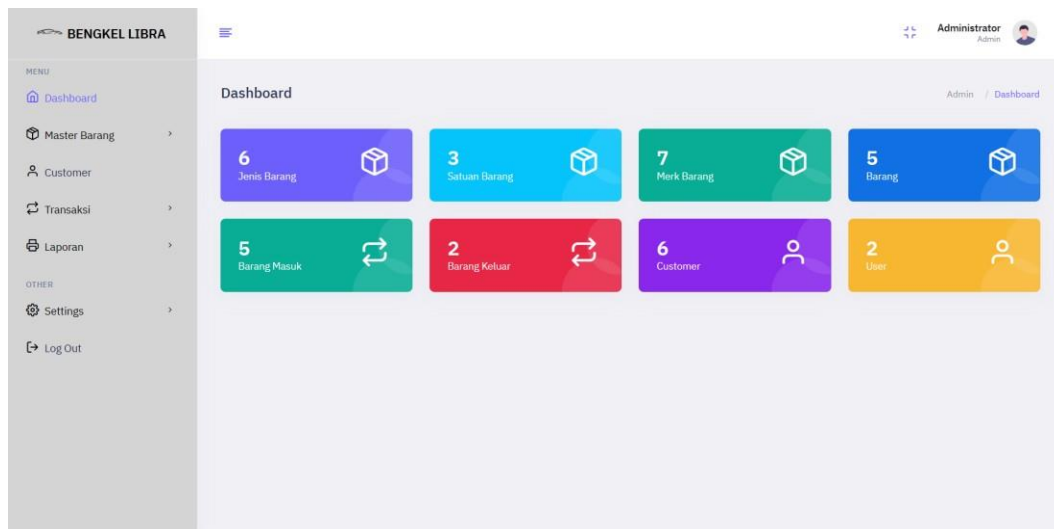 BENGKEL LIBRA
MENU
Dashboard
Master Barang
Customer
Transaksi
Laporan
OTHER
Settings
Log Out
Administrator
Admin
Dashboard
Admin / Dashboard
6
Jenis Barang
3
Satuan Barang
7
Merk Barang
5
Barang
5
Barang Masuk
2
Barang Keluar
6
Customer
2
User